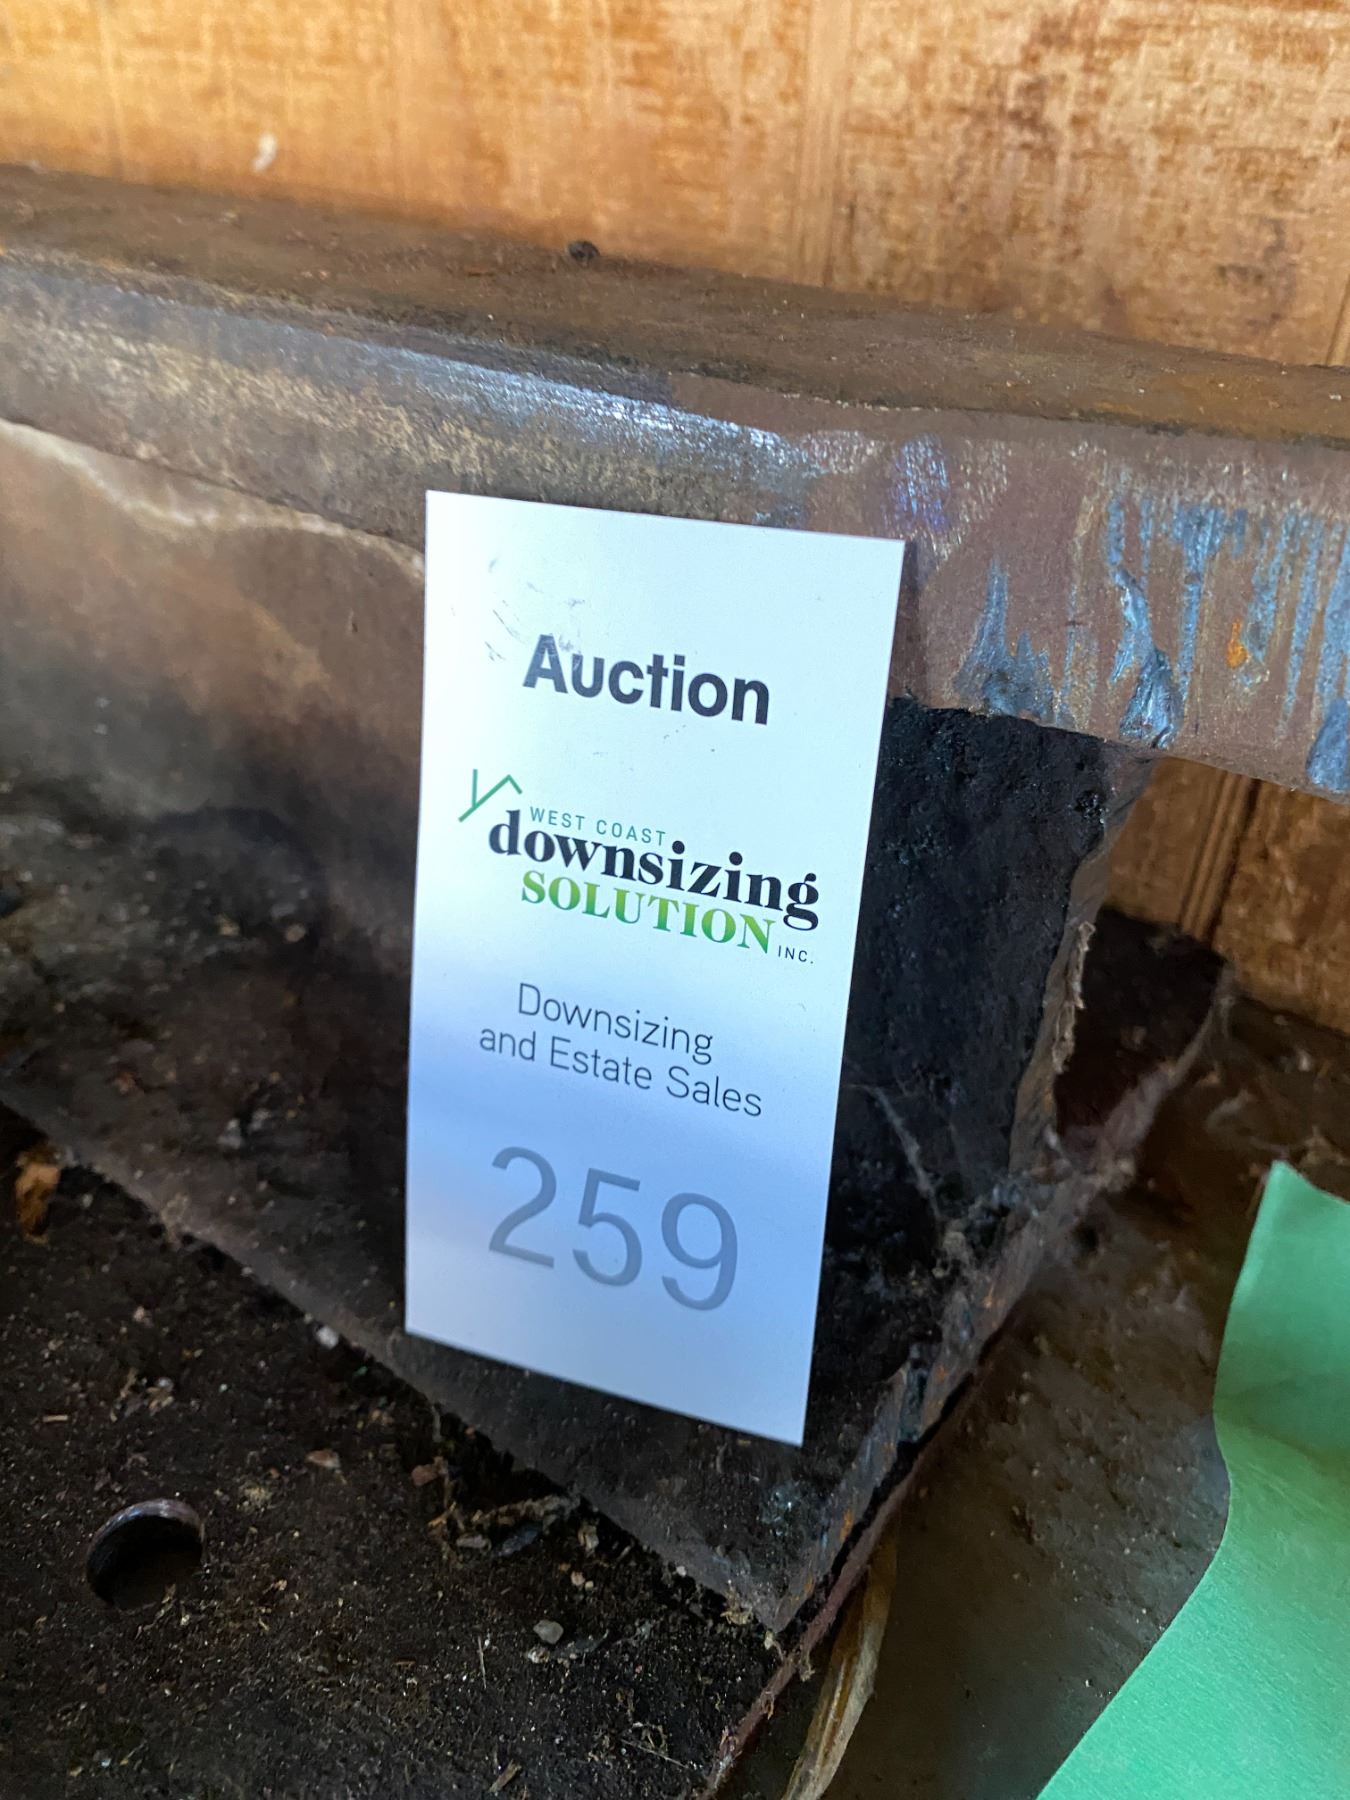 Auction
WEST COAST
downsizing
SOLUTION INC.
Downsizing
and Estate Sales
259